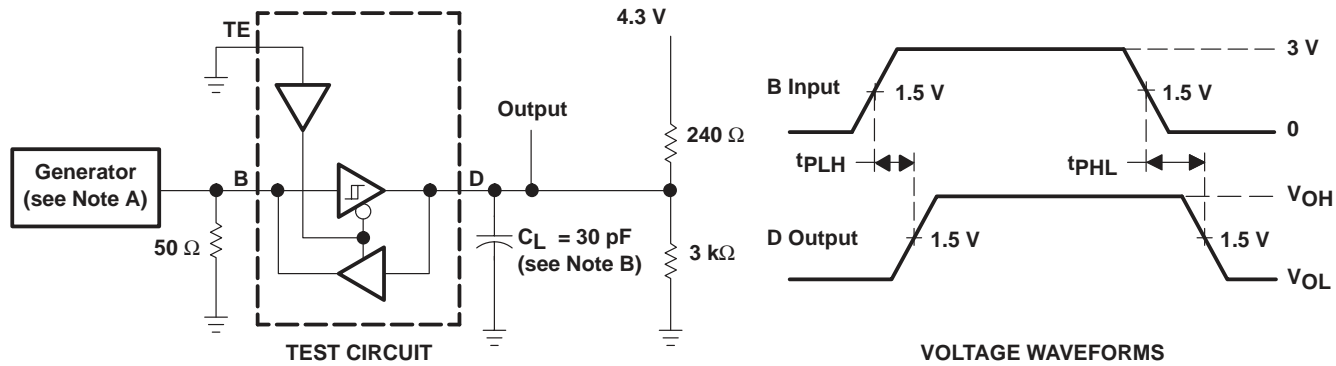 TE
4.3 V
Output
240 Ω
Generator
(see Note A)
B
D
50 Ω
CL = 30 pF
(see Note B)
3 kΩ
TEST CIRCUIT
3 V
B Input
1.5 V
1.5 V
0
tPLH
tPHL
VOH
D Output
1.5 V
1.5 V
VOL
VOLTAGE WAVEFORMS